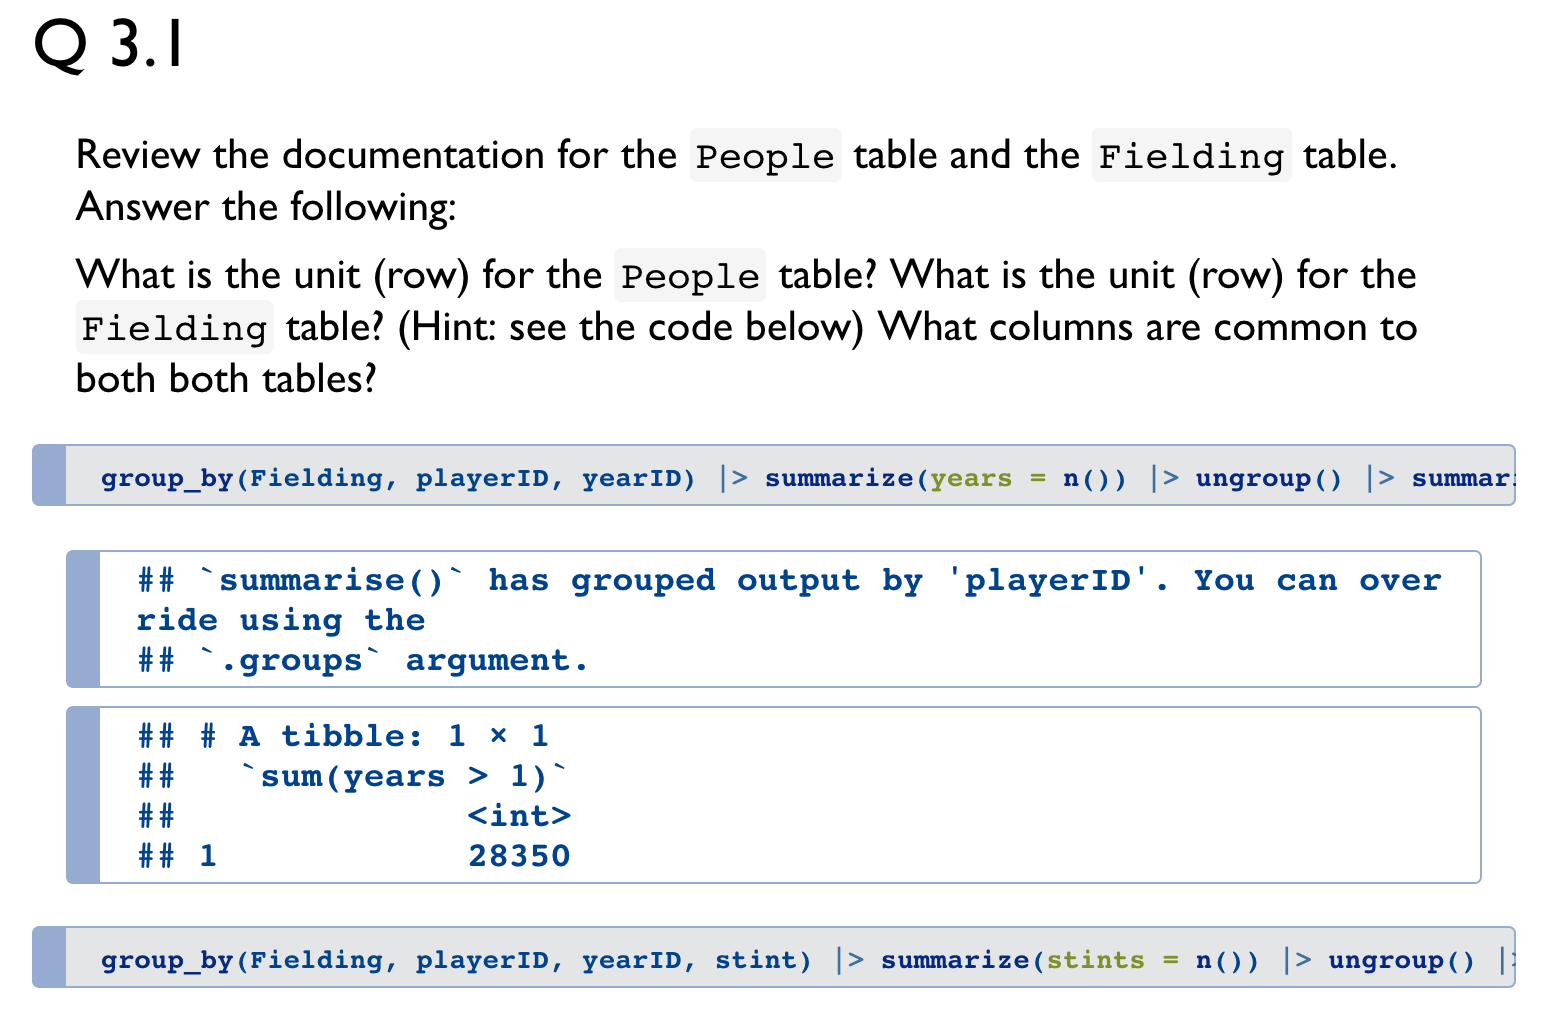 Q 3.1
Review the documentation for the People table and the Fielding table.
Answer the following:
What is the unit (row) for the People table? What is the unit (row) for the
Fielding table? (Hint: see the code below) What columns are common to
both both tables?
group_by(Fielding, playerID, yearID) |> summarize(years = n()) |> ungroup() |> summar
## `summarise()` has grouped output by 'playerID'. You can over
ride using the
## `.groups` argument.
## # A tibble: 1 × 1
##   `sum(years > 1)`
##              <int>
## 1            28350
group_by(Fielding, playerID, yearID, stint) |> summarize(stints = n()) |> ungroup() |>